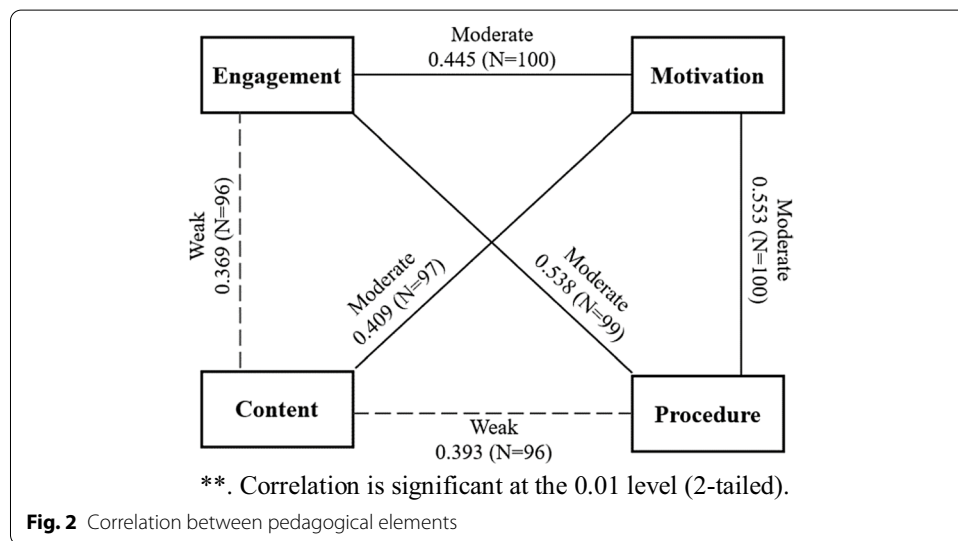 Moderate
0.445 (N=100)
Engagement
Motivation
Weak
0.369 (N=96)
Moderate
0.409 (N=97)
Moderate
0.538 (N=99)
Moderate
0.553 (N=100)
Content
Procedure
Weak
0.393 (N=96)
**. Correlation is significant at the 0.01 level (2-tailed).
Fig. 2 Correlation between pedagogical elements